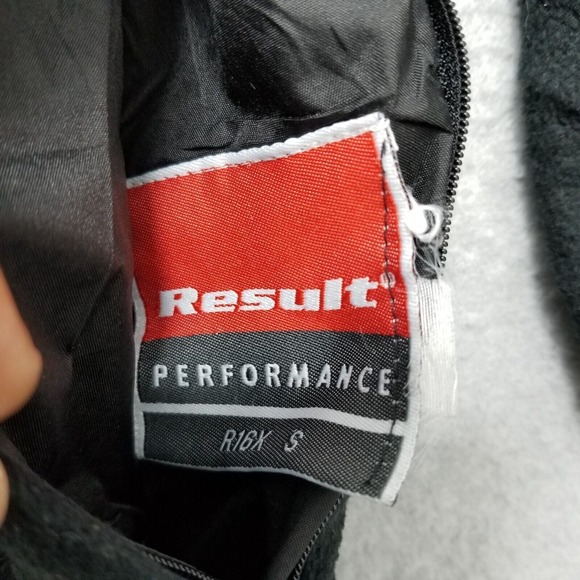 Result®
PERFORMANCE
R16X S